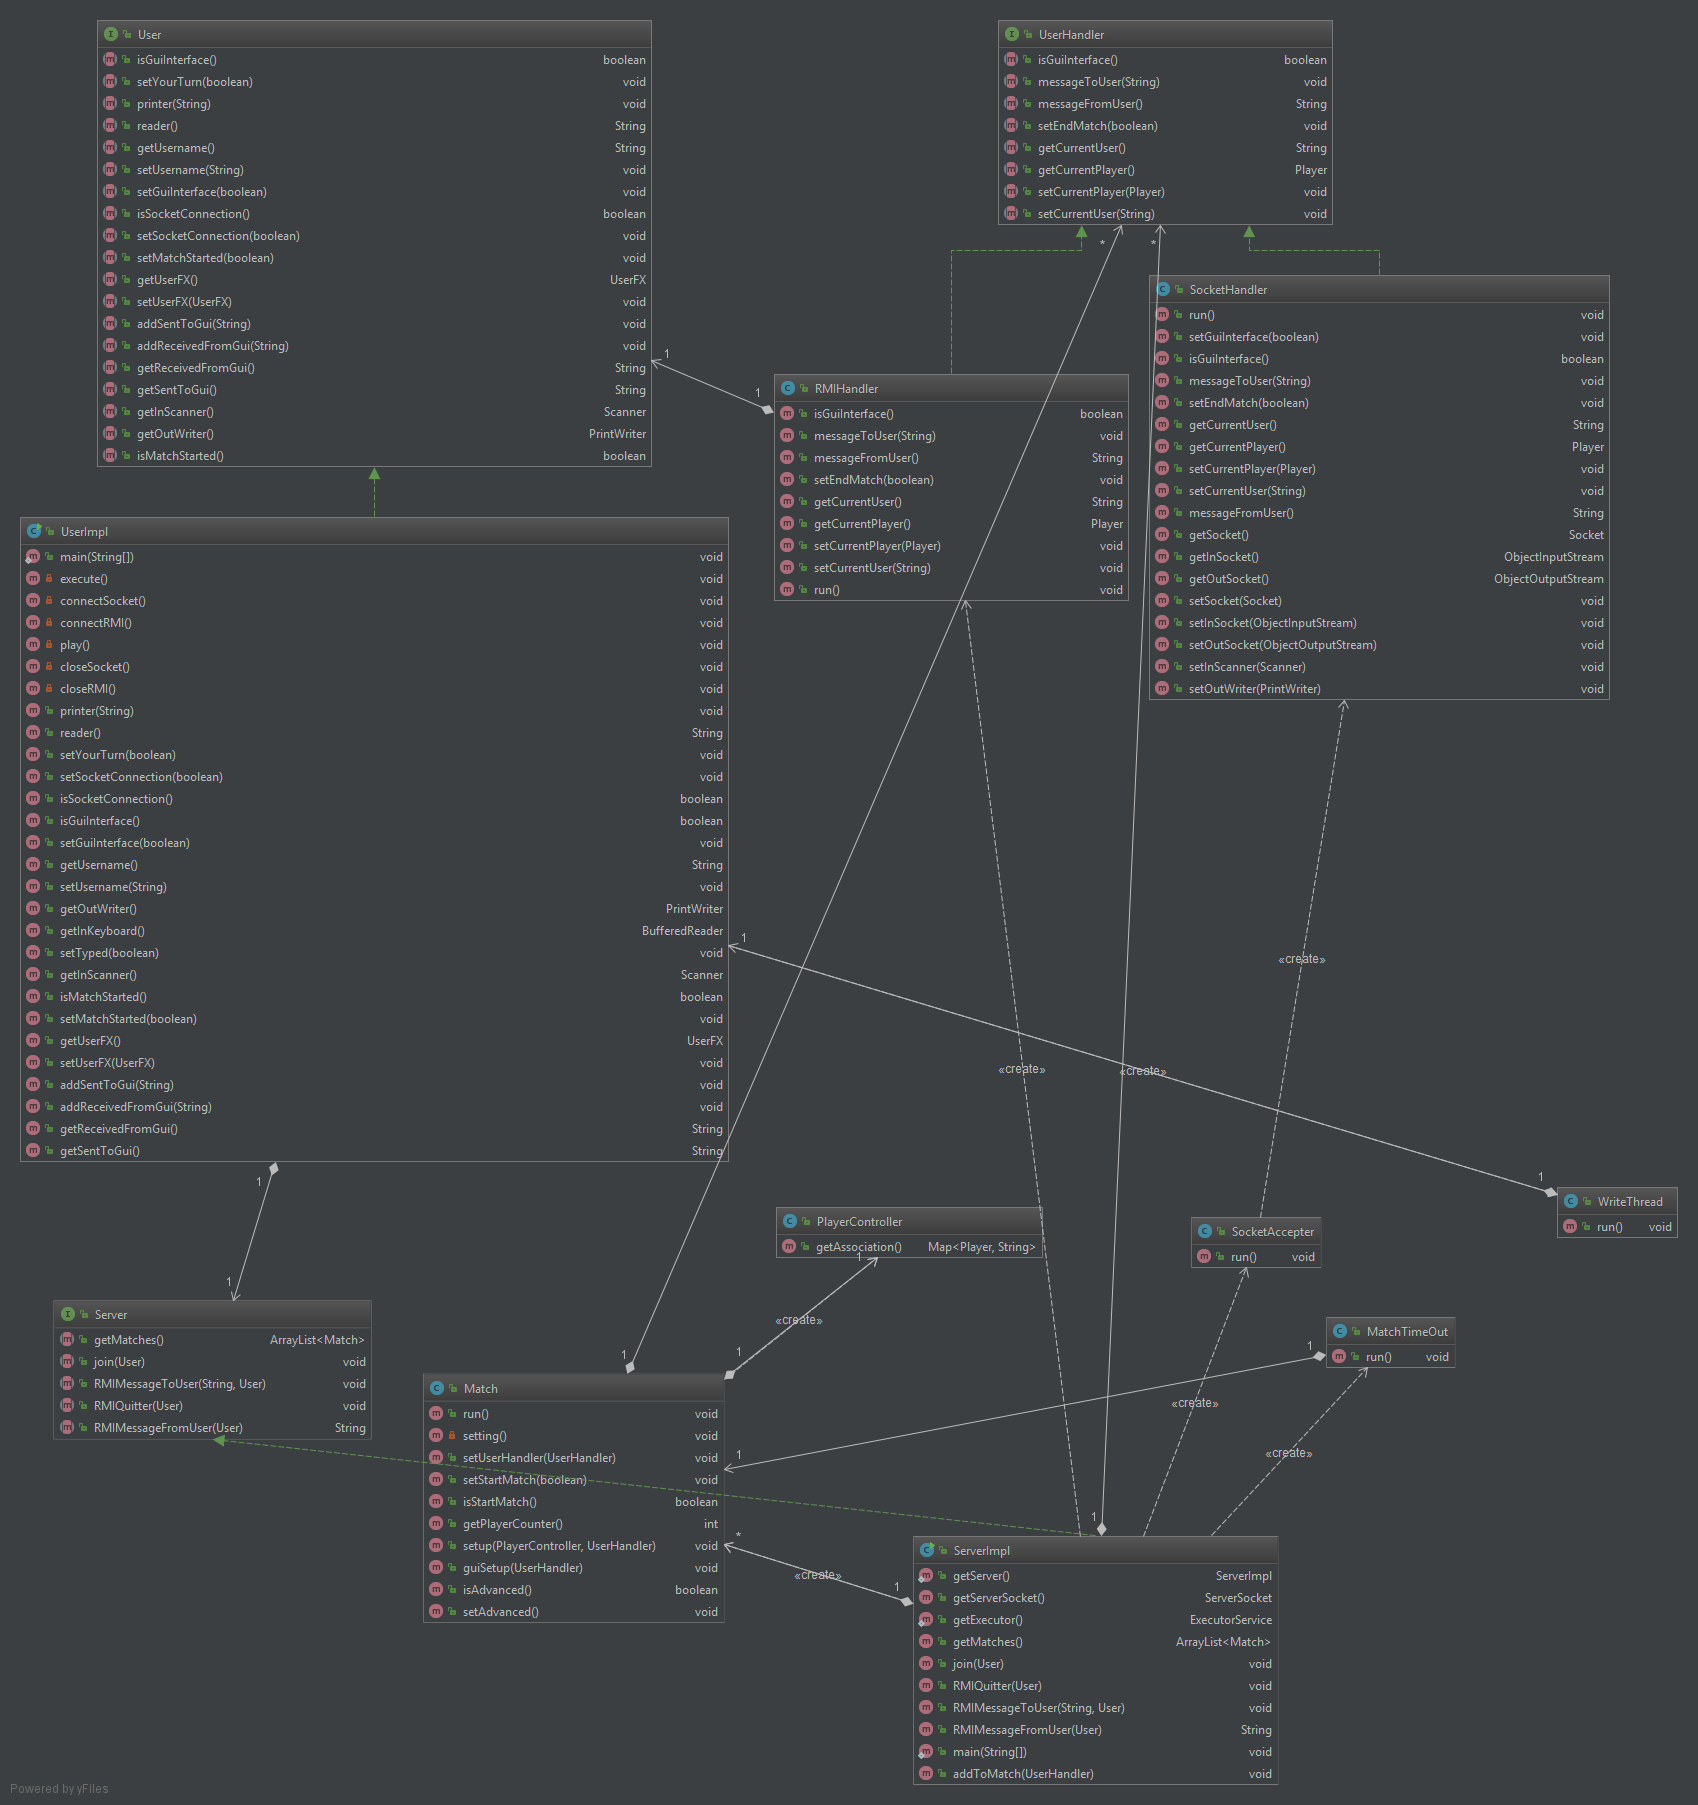 User
isGuiInterface() boolean
setYourTurn(boolean) void
printer(String) void
reader() String
getUsername() String
setUsername(String) void
setGuiInterface(boolean) void
isSocketConnection() boolean
setSocketConnection(boolean) void
setMatchStarted(boolean) void
getUserFX() UserFX
setUserFX(UserFX) void
addSentToGui(String) void
addReceivedFromGui(String) void
getReceivedFromGui() String
getSentToGui() String
getInScanner() Scanner
getOutWriter() PrintWriter
isMatchStarted() boolean
UserHandler
isGuiInterface() boolean
messageToUser(String) void
messageFromUser() String
setEndMatch(boolean) void
getCurrentUser() String
getCurrentPlayer() Player
setCurrentPlayer(Player) void
setCurrentUser(String) void
* *
SocketHandler
run() void
setGuiInterface(boolean) void
isGuiInterface() boolean
messageToUser(String) void
setEndMatch(boolean) void
getCurrentUser() String
getCurrentPlayer() Player
setCurrentPlayer(Player) void
setCurrentUser(String) void
messageFromUser() String
getSocket() Socket
getInSocket() ObjectInputStream
getOutSocket() ObjectOutputStream
setSocket(Socket) void
setInSocket(ObjectInputStream) void
setOutSocket(ObjectOutputStream) void
setInScanner(Scanner) void
setOutWriter(PrintWriter) void
1
1
RMIHandler
isGuiInterface() boolean
messageToUser(String) void
messageFromUser() String
setEndMatch(boolean) void
getCurrentUser() String
getCurrentPlayer() Player
setCurrentPlayer(Player) void
setCurrentUser(String) void
run() void
UserImpl
main(String[]) void
execute() void
connectSocket() void
connectRMI() void
play() void
closeSocket() void
closeRMI() void
printer(String) void
reader() String
setYourTurn(boolean) void
setSocketConnection(boolean) void
isSocketConnection() boolean
isGuiInterface() boolean
setGuiInterface(boolean) void
getUsername() String
setUsername(String) void
getOutWriter() PrintWriter
getInKeyboard() BufferedReader
setTyped(boolean) void
getInScanner() Scanner
isMatchStarted() boolean
setMatchStarted(boolean) void
getUserFX() UserFX
setUserFX(UserFX) void
addSentToGui(String) void
addReceivedFromGui(String) void
getReceivedFromGui() String
getSentToGui() String
1
«create»
«create»
«create»
1
1
WriteThread
run() void
1
1
PlayerController
getAssociation() Map<Player, String>
1
«create»
1
SocketAccepter
run() void
MatchTimeOut
run() void
1
1
«create»
«create»
Server
getMatches() ArrayList<Match>
join(User) void
RMIMessageToUser(String, User) void
RMIQuitter(User) void
RMIMessageFromUser(User) String
1
Match
run() void
setting() void
setUserHandler(UserHandler) void
setStartMatch(boolean) void
isStartMatch() boolean
getPlayerCounter() int
setup(PlayerController, UserHandler) void
guiSetup(UserHandler) void
isAdvanced() boolean
setAdvanced() void
*
«create»
1
1
ServerImpl
getServer() ServerImpl
getServerSocket() ServerSocket
getExecutor() ExecutorService
getMatches() ArrayList<Match>
join(User) void
RMIQuitter(User) void
RMIMessageToUser(String, User) void
RMIMessageFromUser(User) String
main(String[]) void
addToMatch(UserHandler) void
Powered by yFiles